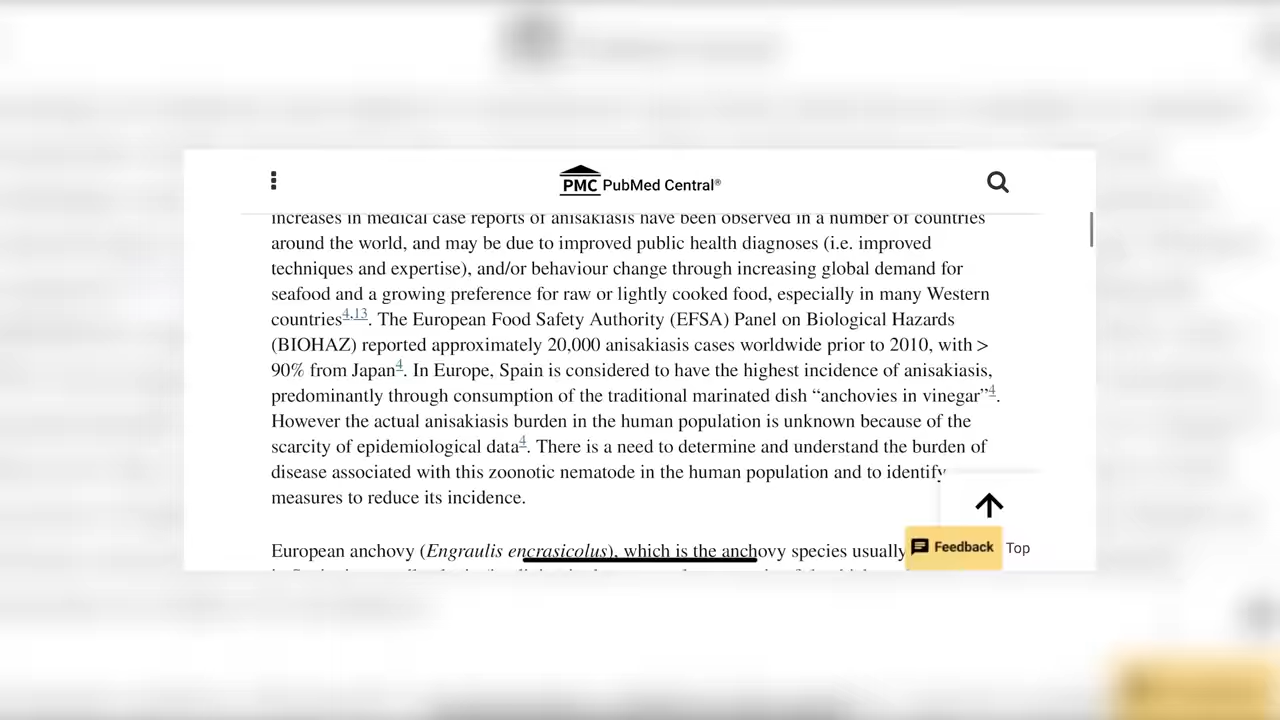 PMC PubMed Central®
increases in medical case reports of anisakiasis have been observed in a number of countries
around the world, and may be due to improved public health diagnoses (i.e. improved
techniques and expertise), and/or behaviour change through increasing global demand for
seafood and a growing preference for raw or lightly cooked food, especially in many Western
countries4,13. The European Food Safety Authority (EFSA) Panel on Biological Hazards
(BIOHAZ) reported approximately 20,000 anisakiasis cases worldwide prior to 2010, with >
90% from Japan4. In Europe, Spain is considered to have the highest incidence of anisakiasis,
predominantly through consumption of the traditional marinated dish “anchovies in vinegar”4.
However the actual anisakiasis burden in the human population is unknown because of the
scarcity of epidemiological data4. There is a need to determine and understand the burden of
disease associated with this zoonotic nematode in the human population and to identify
measures to reduce its incidence.
European anchovy (Engraulis encrasicolus), which is the anchovy species usually
Feedback
Top